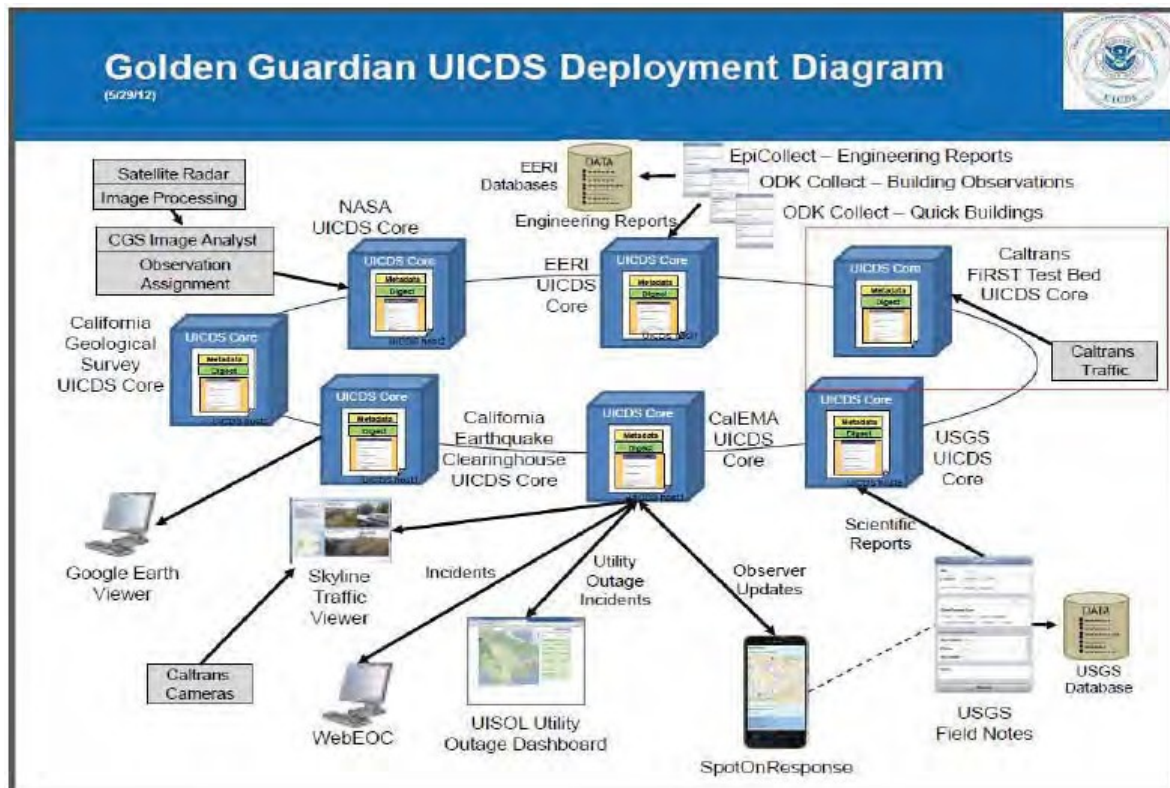 Golden Guardian UICDS Deployment Diagram
(5/29/12)
UICDS
Satellite Radar
Image Processing
CGS Image Analyst
Observation
Assignment
NASA
UICDS Core
EERI
Databases
DATA
Engineering Reports
EpiCollect – Engineering Reports
ODK Collect – Building Observations
ODK Collect – Quick Buildings
UICDS Core
Metadata
Digest
EERI
UICDS
Core
UICDS Core
Metadata
Digest
UICDS Core
Metadata
Digest
Caltrans
FiRST Test Bed
UICDS Core
Caltrans
Traffic
California
Geological
Survey
UICDS Core
UICDS Core
Metadata
Digest
UICDS Core
Metadata
Digest
California
Earthquake
Clearinghouse
UICDS Core
UICDS Core
Metadata
Digest
CalEMA
UICDS
Core
UICDS Core
Metadata
Digest
USGS
UICDS
Core
Google Earth
Viewer
Skyline
Traffic
Viewer
Caltrans
Cameras
Incidents
WebEOC
Utility
Outage
Incidents
UISOL Utility
Outage Dashboard
Observer
Updates
SpotOnResponse
Scientific
Reports
USGS
Field Notes
DATA
USGS
Database